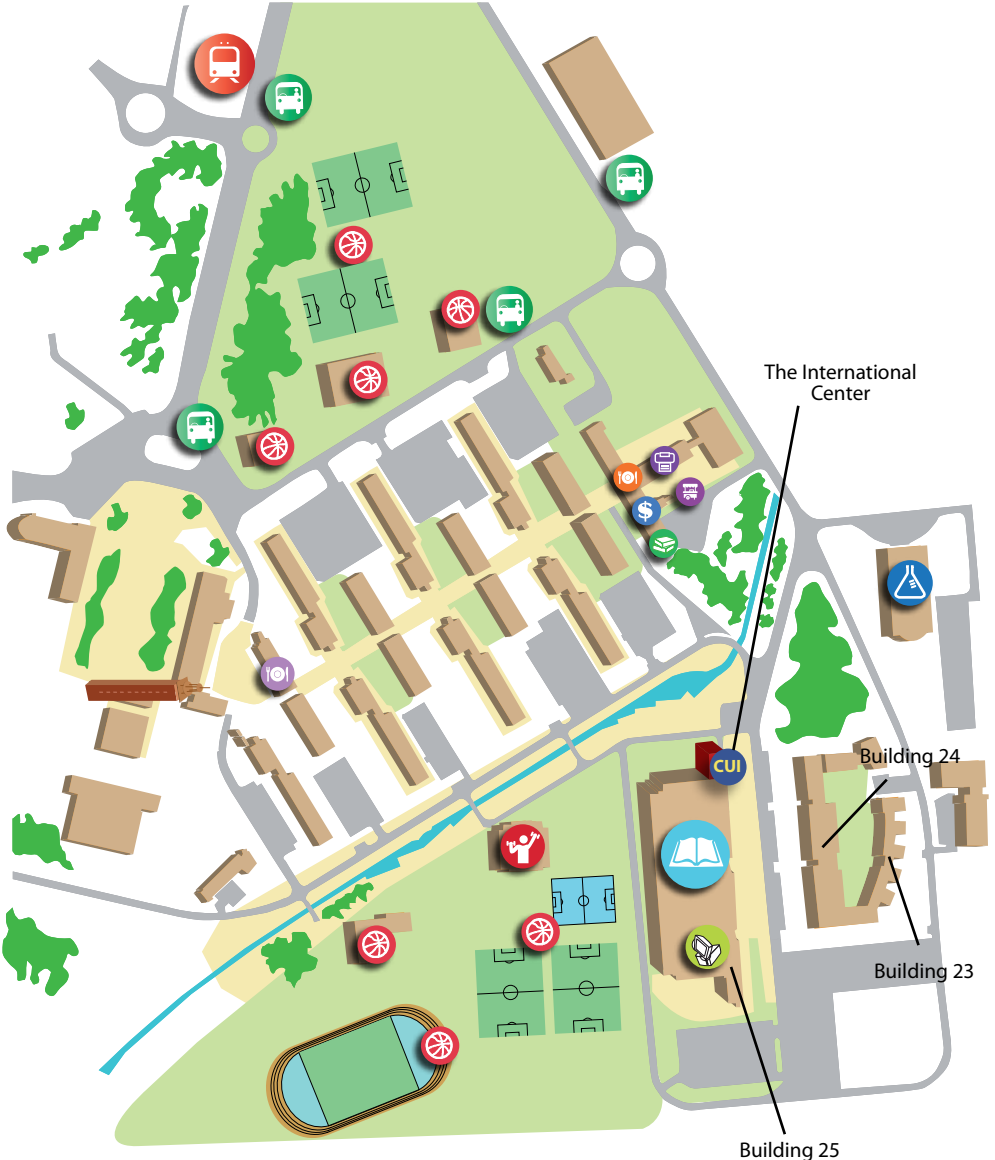 The International
Center
$
CUI
Building 24
Building 23
Building 25